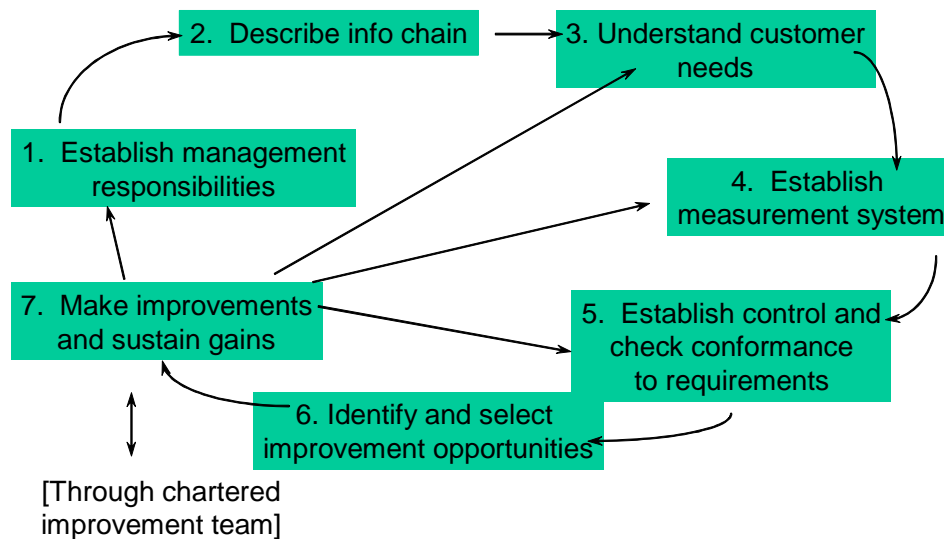 2. Describe info chain
3. Understand customer
needs
1. Establish management
responsibilities
4. Establish
measurement system
7. Make improvements
and sustain gains
5. Establish control and
check conformance
to requirements
6. Identify and select
improvement opportunities
[Through chartered
improvement team]